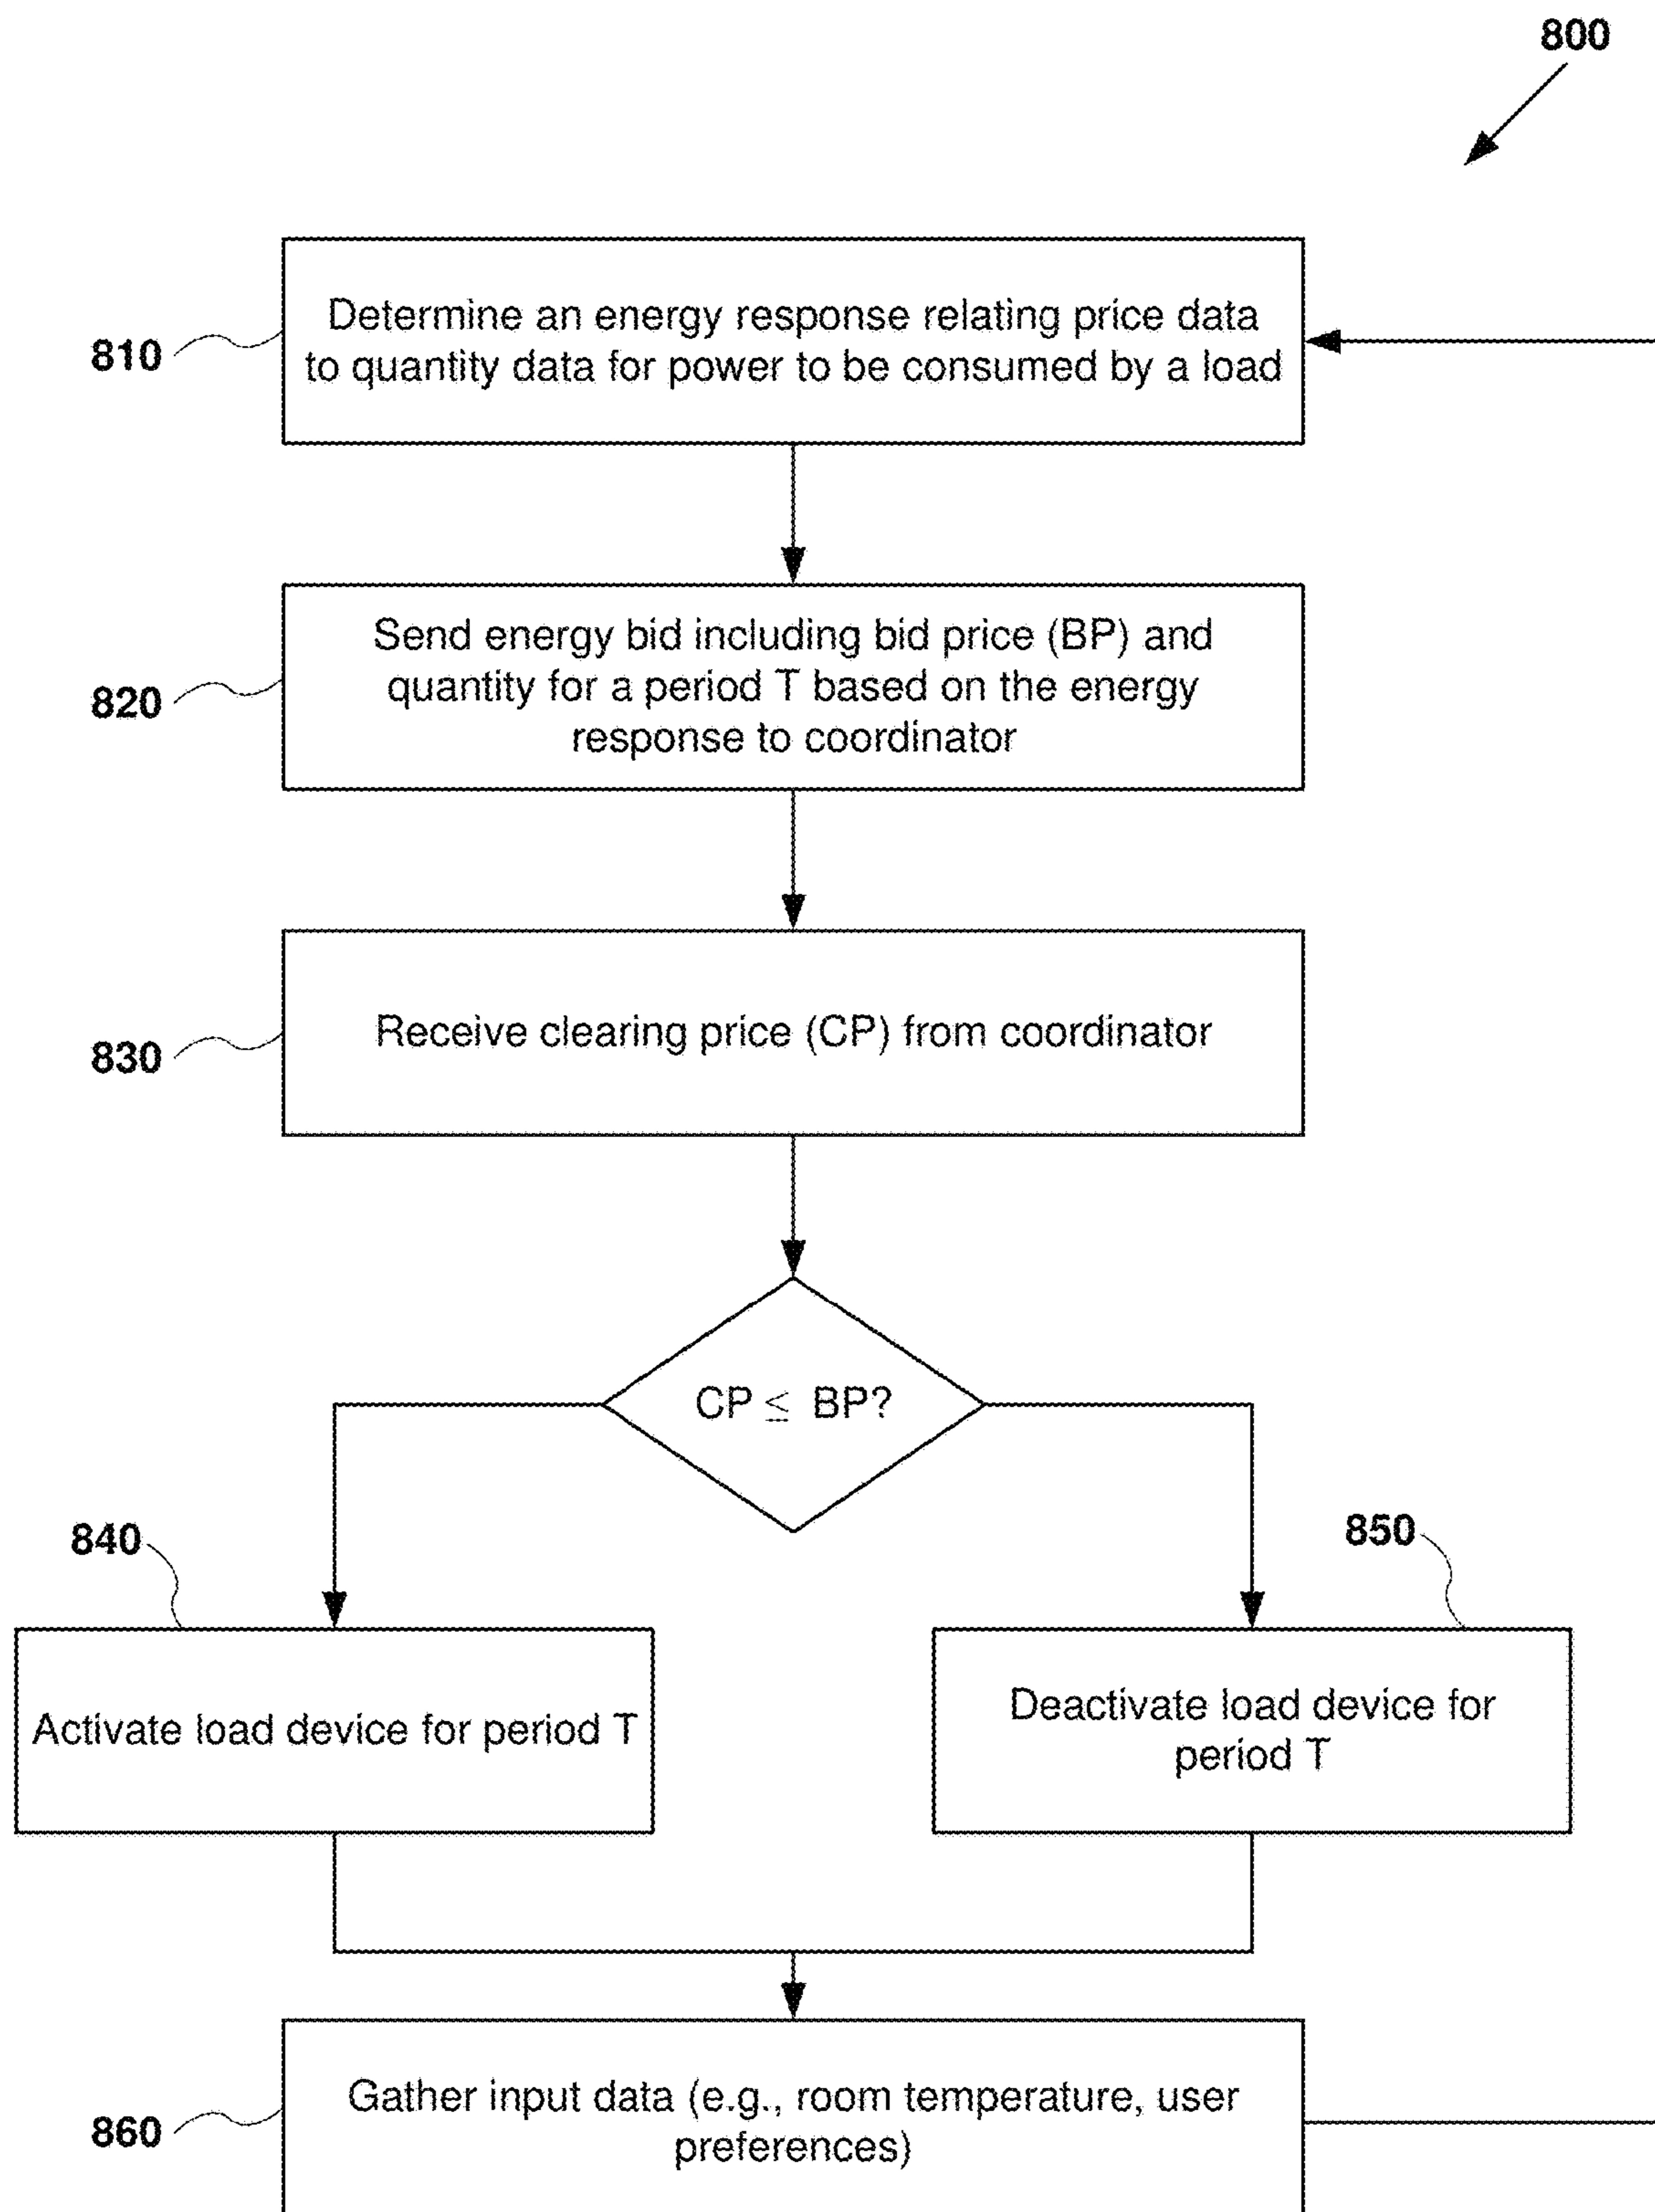 800
810
Determine an energy response relating price data
to quantity data for power to be consumed by a load
820
Send energy bid including bid price (BP) and
quantity for a period T based on the energy
response to coordinator
830
Receive clearing price (CP) from coordinator
CP ≤ BP?
840
850
Activate load device for period T
Deactivate load device for
period T
860
Gather input data (e.g., room temperature, user
preferences)